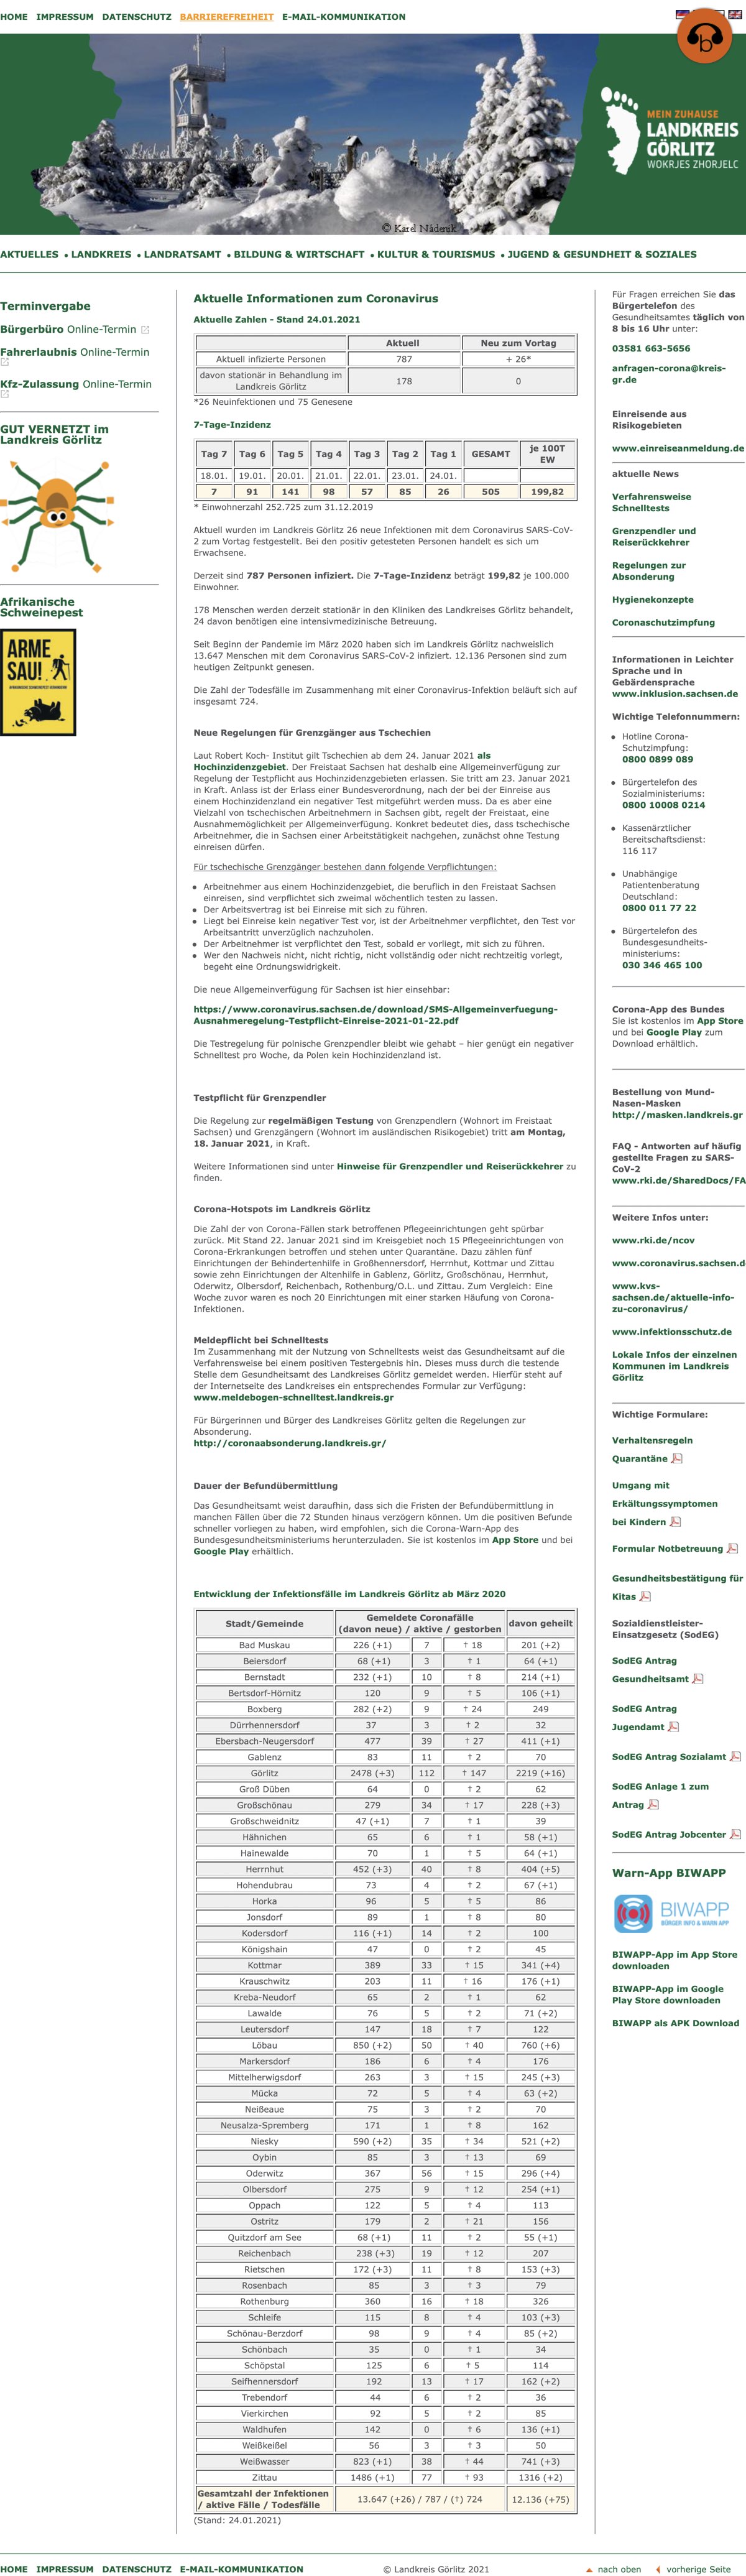 HOME IMPRESSUM DATENSCHUTZ BARRIEREFREIHEIT E-MAIL-KOMMUNIKATION
MEIN ZUHAUSE
LANDKREIS
GÖRLITZ
WOKRJES ZHORJELC
© Karel Nádeník
AKTUELLES • LANDKREIS • LANDRATSAMT • BILDUNG & WIRTSCHAFT • KULTUR & TOURISMUS • JUGEND & GESUNDHEIT & SOZIALES
Terminvergabe
Bürgerbüro Online-Termin
Fahrerlaubnis Online-Termin
Kfz-Zulassung Online-Termin
GUT VERNETZT im
Landkreis Görlitz
Afrikanische
Schweinepest
ARME
SAU!
Aktuelle Informationen zum Coronavirus
Aktuelle Zahlen - Stand 24.01.2021
Aktuell Neu zum Vortag
Aktuell infizierte Personen 787 + 26*
davon stationär in Behandlung im
Landkreis Görlitz 178 0
*26 Neuinfektionen und 75 Genesene
7-Tage-Inzidenz
Tag 7 Tag 6 Tag 5 Tag 4 Tag 3 Tag 2 Tag 1 GESAMT je 100T
EW
18.01. 19.01. 20.01. 21.01. 22.01. 23.01. 24.01.
7 91 141 98 57 85 26 505 199,82
* Einwohnerzahl 252.725 zum 31.12.2019
Aktuell wurden im Landkreis Görlitz 26 neue Infektionen mit dem Coronavirus SARS-CoV-
2 zum Vortag festgestellt. Bei den positiv getesteten Personen handelt es sich um
Erwachsene.
Derzeit sind 787 Personen infiziert. Die 7-Tage-Inzidenz beträgt 199,82 je 100.000
Einwohner.
178 Menschen werden derzeit stationär in den Kliniken des Landkreises Görlitz behandelt,
24 davon benötigen eine intensivmedizinische Betreuung.
Seit Beginn der Pandemie im März 2020 haben sich im Landkreis Görlitz nachweislich
13.647 Menschen mit dem Coronavirus SARS-CoV-2 infiziert. 12.136 Personen sind zum
heutigen Zeitpunkt genesen.
Die Zahl der Todesfälle im Zusammenhang mit einer Coronavirus-Infektion beläuft sich auf
insgesamt 724.
Neue Regelungen für Grenzgänger aus Tschechien
Laut Robert Koch- Institut gilt Tschechien ab dem 24. Januar 2021 als
Hochinzidenzgebiet. Der Freistaat Sachsen hat deshalb eine Allgemeinverfügung zur
Regelung der Testpflicht aus Hochinzidenzgebieten erlassen. Sie tritt am 23. Januar 2021
in Kraft. Anlass ist der Erlass einer Bundesverordnung, nach der bei der Einreise aus
einem Hochinzidenzland ein negativer Test mitgeführt werden muss. Da es aber eine
Vielzahl von tschechischen Arbeitnehmern in Sachsen gibt, regelt der Freistaat, eine
Ausnahmemöglichkeit per Allgemeinverfügung. Konkret bedeutet dies, dass tschechische
Arbeitnehmer, die in Sachsen einer Arbeitstätigkeit nachgehen, zunächst ohne Testung
einreisen dürfen.
Für tschechische Grenzgänger bestehen dann folgende Verpflichtungen:
• Arbeitnehmer aus einem Hochinzidenzgebiet, die beruflich in den Freistaat Sachsen
einreisen, sind verpflichtet sich zweimal wöchentlich testen zu lassen.
• Der Arbeitsvertrag ist bei Einreise mit sich zu führen.
• Liegt bei Einreise kein negativer Test vor, ist der Arbeitnehmer verpflichtet, den Test vor
Arbeitsantritt unverzüglich nachzuholen.
• Der Arbeitnehmer ist verpflichtet den Test, sobald er vorliegt, mit sich zu führen.
• Wer den Nachweis nicht, nicht richtig, nicht vollständig oder nicht rechtzeitig vorlegt,
begeht eine Ordnungswidrigkeit.
Die neue Allgemeinverfügung für Sachsen ist hier einsehbar:
https://www.coronavirus.sachsen.de/download/SMS-Allgemeinverfuegung-
Ausnahmeregelung-Testpflicht-Einreise-2021-01-22.pdf
Die Testregelung für polnische Grenzpendler bleibt wie gehabt – hier genügt ein negativer
Schnelltest pro Woche, da Polen kein Hochinzidenzland ist.
Testpflicht für Grenzpendler
Die Regelung zur regelmäßigen Testung von Grenzpendlern (Wohnort im Freistaat
Sachsen) und Grenzgängern (Wohnort im ausländischen Risikogebiet) tritt am Montag,
18. Januar 2021, in Kraft.
Weitere Informationen sind unter Hinweise für Grenzpendler und Reiserückkehrer zu
finden.
Corona-Hotspots im Landkreis Görlitz
Die Zahl der von Corona-Fällen stark betroffenen Pflegeeinrichtungen geht spürbar
zurück. Mit Stand 22. Januar 2021 sind im Kreisgebiet noch 15 Pflegeeinrichtungen von
Corona-Erkrankungen betroffen und stehen unter Quarantäne. Dazu zählen fünf
Einrichtungen der Behindertenhilfe in Großhennersdorf, Herrnhut, Kottmar und Zittau
sowie zehn Einrichtungen der Altenhilfe in Gablenz, Görlitz, Großschönau, Herrnhut,
Oderwitz, Olbersdorf, Reichenbach, Rothenburg/O.L. und Zittau. Zum Vergleich: Eine
Woche zuvor waren es noch 20 Einrichtungen mit einer starken Häufung von Corona-
Infektionen.
Meldepflicht bei Schnelltests
Im Zusammenhang mit der Nutzung von Schnelltests weist das Gesundheitsamt auf die
Verfahrensweise bei einem positiven Testergebnis hin. Dieses muss durch die testende
Stelle dem Gesundheitsamt des Landkreises Görlitz gemeldet werden. Hierfür steht auf
der Internetseite des Landkreises ein entsprechendes Formular zur Verfügung:
www.meldebogen-schnelltest.landkreis.gr
Für Bürgerinnen und Bürger des Landkreises Görlitz gelten die Regelungen zur
Absonderung.
http://coronaabsonderung.landkreis.gr/
Dauer der Befundübermittlung
Das Gesundheitsamt weist daraufhin, dass sich die Fristen der Befundübermittlung in
manchen Fällen über die 72 Stunden hinaus verzögern können. Um die positiven Befunde
schneller vorliegen zu haben, wird empfohlen, sich die Corona-Warn-App des
Bundesgesundheitsministeriums herunterzuladen. Sie ist kostenlos im App Store und bei
Google Play erhältlich.
Entwicklung der Infektionsfälle im Landkreis Görlitz ab März 2020
Stadt/Gemeinde Gemeldete Coronafälle
(davon neue) / aktive / gestorben davon geheilt
Bad Muskau 226 (+1) 7 † 18 201 (+2)
Beiersdorf 68 (+1) 3 † 1 64 (+1)
Bernstadt 232 (+1) 10 † 8 214 (+1)
Bertsdorf-Hörnitz 120 9 † 5 106 (+1)
Boxberg 282 (+2) 9 † 24 249
Dürrhennersdorf 37 3 † 2 32
Ebersbach-Neugersdorf 477 39 † 27 411 (+1)
Gablenz 83 11 † 2 70
Görlitz 2478 (+3) 112 † 147 2219 (+16)
Groß Düben 64 0 † 2 62
Großschönau 279 34 † 17 228 (+3)
Großschweidnitz 47 (+1) 7 † 1 39
Hähnichen 65 6 † 1 58 (+1)
Hainewalde 70 1 † 5 64 (+1)
Herrnhut 452 (+3) 40 † 8 404 (+5)
Hohendubrau 73 4 † 2 67 (+1)
Horka 96 5 † 5 86
Jonsdorf 89 1 † 8 80
Kodersdorf 116 (+1) 14 † 2 100
Königshain 47 0 † 2 45
Kottmar 389 33 † 15 341 (+4)
Krauschwitz 203 11 † 16 176 (+1)
Kreba-Neudorf 65 2 † 1 62
Lawalde 76 5 † 2 71 (+2)
Leutersdorf 147 18 † 7 122
Löbau 850 (+2) 50 † 40 760 (+6)
Markersdorf 186 6 † 4 176
Mittelherwigsdorf 263 3 † 15 245 (+3)
Mücka 72 5 † 4 63 (+2)
Neißeaue 75 3 † 2 70
Neusalza-Spremberg 171 1 † 8 162
Niesky 590 (+2) 35 † 34 521 (+2)
Oybin 85 3 † 13 69
Oderwitz 367 56 † 15 296 (+4)
Olbersdorf 275 9 † 12 254 (+1)
Oppach 122 5 † 4 113
Ostritz 179 2 † 21 156
Quitzdorf am See 68 (+1) 11 † 2 55 (+1)
Reichenbach 238 (+3) 19 † 12 207
Rietschen 172 (+3) 11 † 8 153 (+3)
Rosenbach 85 3 † 3 79
Rothenburg 360 16 † 18 326
Schleife 115 8 † 4 103 (+3)
Schönau-Berzdorf 98 9 † 4 85 (+2)
Schönbach 35 0 † 1 34
Schöpstal 125 6 † 5 114
Seifhennersdorf 192 13 † 17 162 (+2)
Trebendorf 44 6 † 2 36
Vierkirchen 92 5 † 2 85
Waldhufen 142 0 † 6 136 (+1)
Weißkeißel 56 3 † 3 50
Weißwasser 823 (+1) 38 † 44 741 (+3)
Zittau 1486 (+1) 77 † 93 1316 (+2)
Gesamtzahl der Infektionen
/ aktive Fälle / Todesfälle 13.647 (+26) / 787 / (†) 724 12.136 (+75)
(Stand: 24.01.2021)
Für Fragen erreichen Sie das
Bürgertelefon des
Gesundheitsamtes täglich von
8 bis 16 Uhr unter:
03581 663-5656
anfragen-corona@kreis-
gr.de
Einreisende aus
Risikogebieten
www.einreiseanmeldung.de
aktuelle News
Verfahrensweise
Schnelltests
Grenzpendler und
Reiserückkehrer
Regelungen zur
Absonderung
Hygienekonzepte
Coronaschutzimpfung
Informationen in Leichter
Sprache und in
Gebärdensprache
www.inklusion.sachsen.de
Wichtige Telefonnummern:
• Hotline Corona-
Schutzimpfung:
0800 0899 089
• Bürgertelefon des
Sozialministeriums:
0800 10008 0214
• Kassenärztlicher
Bereitschaftsdienst:
116 117
• Unabhängige
Patientenberatung
Deutschland:
0800 011 77 22
• Bürgertelefon des
Bundesgesundheits-
ministeriums:
030 346 465 100
Corona-App des Bundes
Sie ist kostenlos im App Store
und bei Google Play zum
Download erhältlich.
Bestellung von Mund-
Nasen-Masken
http://masken.landkreis.gr
FAQ - Antworten auf häufig
gestellte Fragen zu SARS-
CoV-2
www.rki.de/SharedDocs/FA
Weitere Infos unter:
www.rki.de/ncov
www.coronavirus.sachsen.d
www.kvs-
sachsen.de/aktuelle-info-
zu-coronavirus/
www.infektionsschutz.de
Lokale Infos der einzelnen
Kommunen im Landkreis
Görlitz
Wichtige Formulare:
Verhaltensregeln
Quarantäne
Umgang mit
Erkältungssymptomen
bei Kindern
Formular Notbetreuung
Gesundheitsbestätigung für
Kitas
Sozialdienstleister-
Einsatzgesetz (SodEG)
SodEG Antrag
Gesundheitsamt
SodEG Antrag
Jugendamt
SodEG Antrag Sozialamt
SodEG Anlage 1 zum
Antrag
SodEG Antrag Jobcenter
Warn-App BIWAPP
BIWAPP
BÜRGER INFO & WARN APP
BIWAPP-App im App Store
downloaden
BIWAPP-App im Google
Play Store downloaden
BIWAPP als APK Download
HOME IMPRESSUM DATENSCHUTZ E-MAIL-KOMMUNIKATION © Landkreis Görlitz 2021 nach oben vorherige Seite